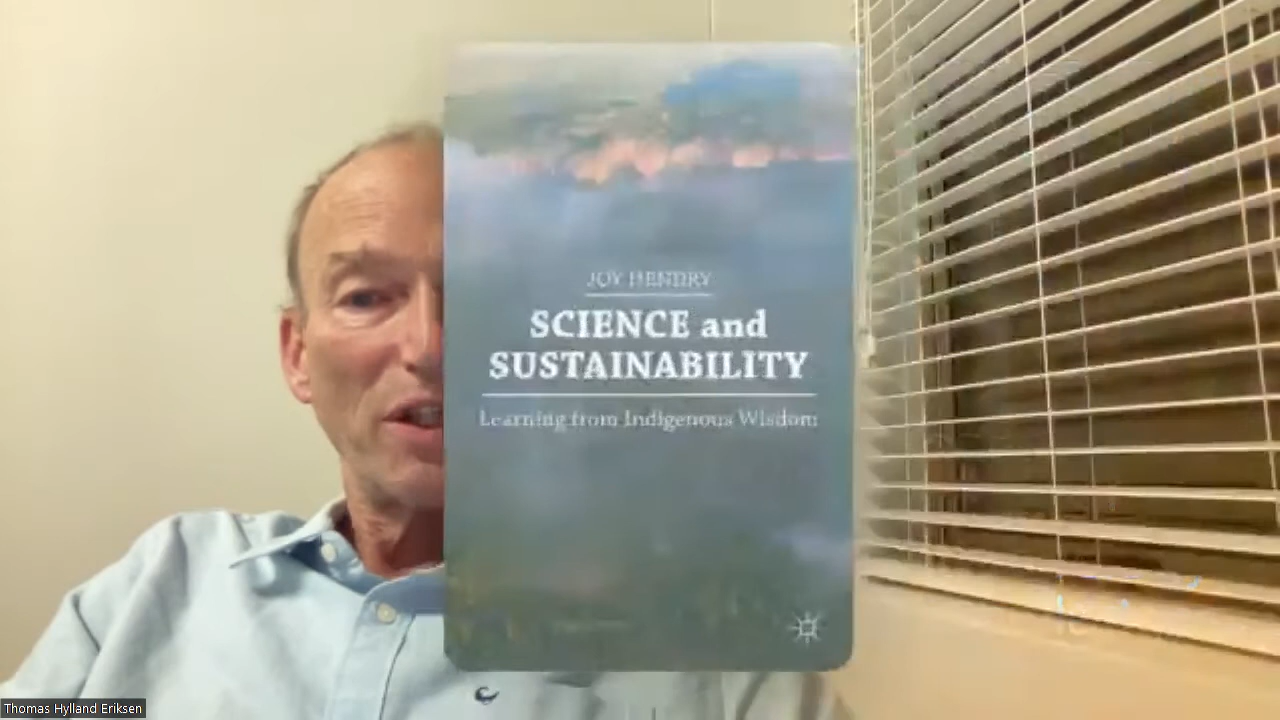 JOY HENDRY
SCIENCE and
SUSTAINABILITY
Learning from Indigenous Wisdom
Thomas Hylland Eriksen